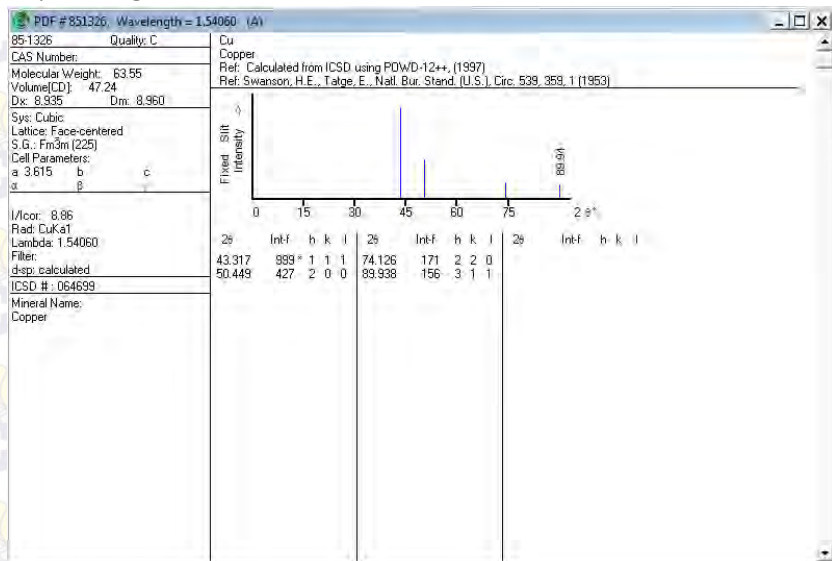 PDF # 851326, Wavelength = 1.54060 (A)
85-1326 Quality: C
CAS Number:
Molecular Weight: 63.55
Volume[CD]: 47.24
Dx: 8.935 Dm: 8.960
Sys: Cubic
Lattice: Face-centered
S.G.: Fm3m (225)
Cell Parameters:
a 3.615 b c
α β γ
I/Icor: 8.86
Rad: CuKa1
Lambda: 1.54060
Filter:
d-sp: calculated
ICSD # : 064699
Mineral Name:
Copper
Cu
Copper
Ref: Calculated from ICSD using POWD-12++, (1997)
Ref: Swanson, H.E., Tatge, E., Natl. Bur. Stand. (U.S.), Circ. 539, 359, 1 (1953)
Fixed Slit
Intensity
89.94
0 15 30 45 60 75 2 θ°
2θ Int-f h k l 2θ Int-f h k l 2θ Int-f h k l
43.317 999* 1 1 1 74.126 171 2 2 0
50.449 427 2 0 0 89.938 156 3 1 1